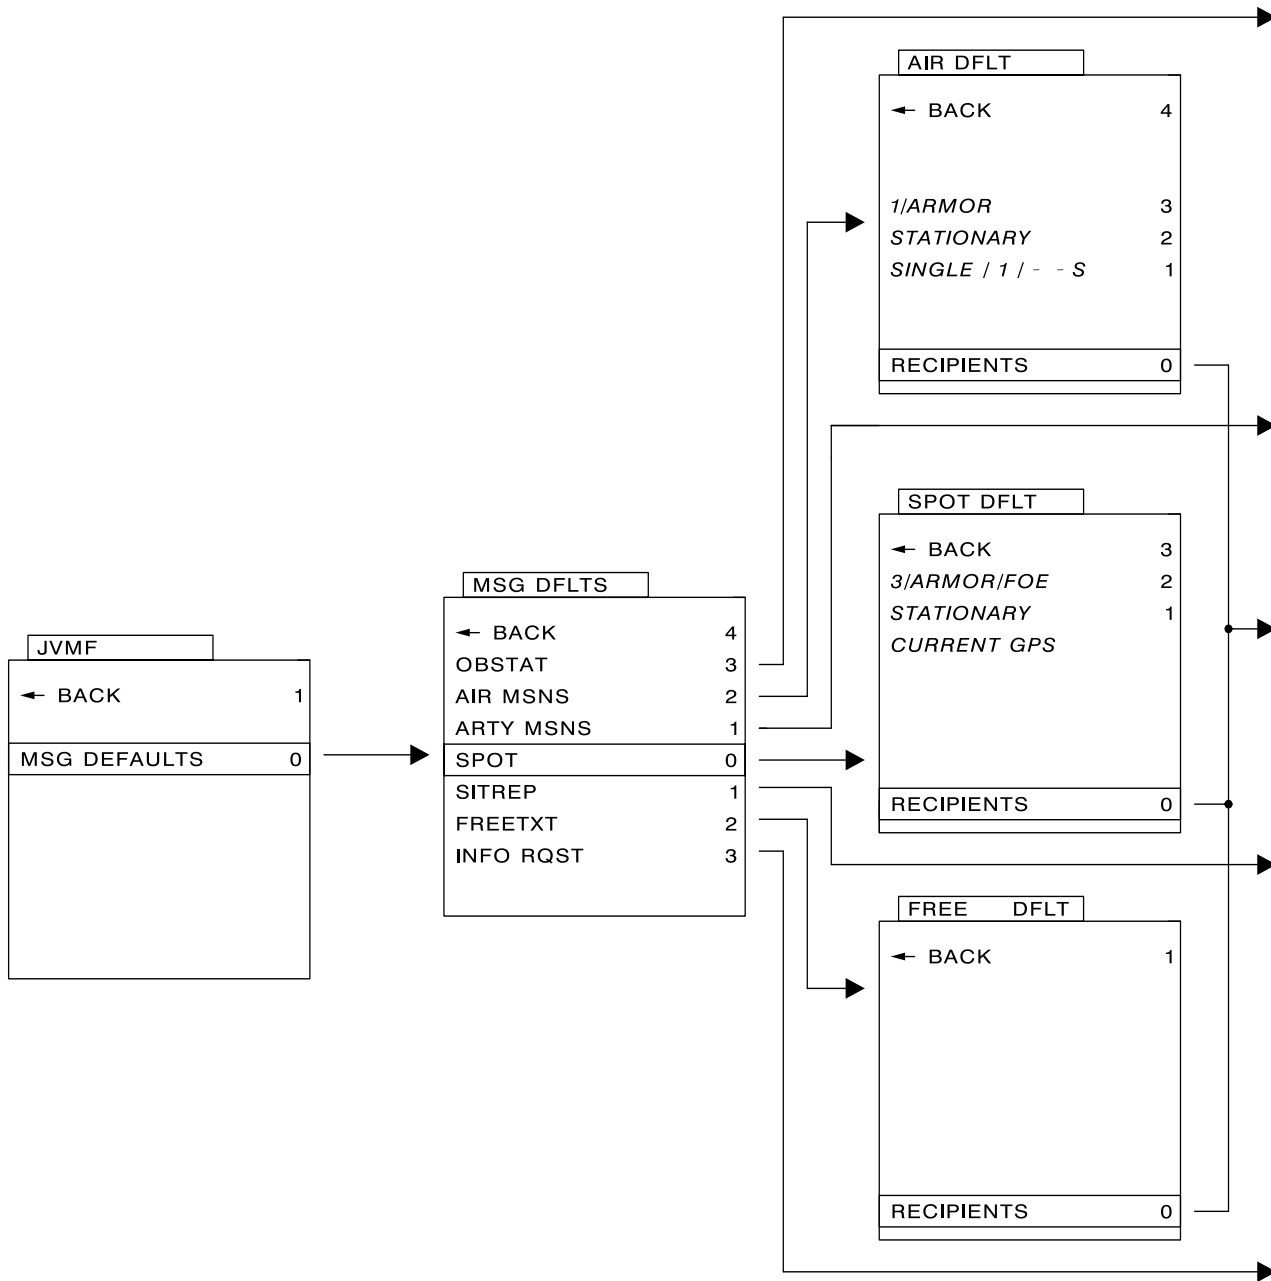 JVMF
← BACK 1
MSG DEFAULTS 0
MSG DFLTS
← BACK 4
OBSTAT 3
AIR MSNS 2
ARTY MSNS 1
SPOT 0
SITREP 1
FREETXT 2
INFO RQST 3
AIR DFLT
← BACK 4
1/ARMOR 3
STATIONARY 2
SINGLE / 1 / - - S 1
RECIPIENTS 0
SPOT DFLT
← BACK 3
3/ARMOR/FOE 2
STATIONARY 1
CURRENT GPS
RECIPIENTS 0
FREE DFLT
← BACK 1
RECIPIENTS 0